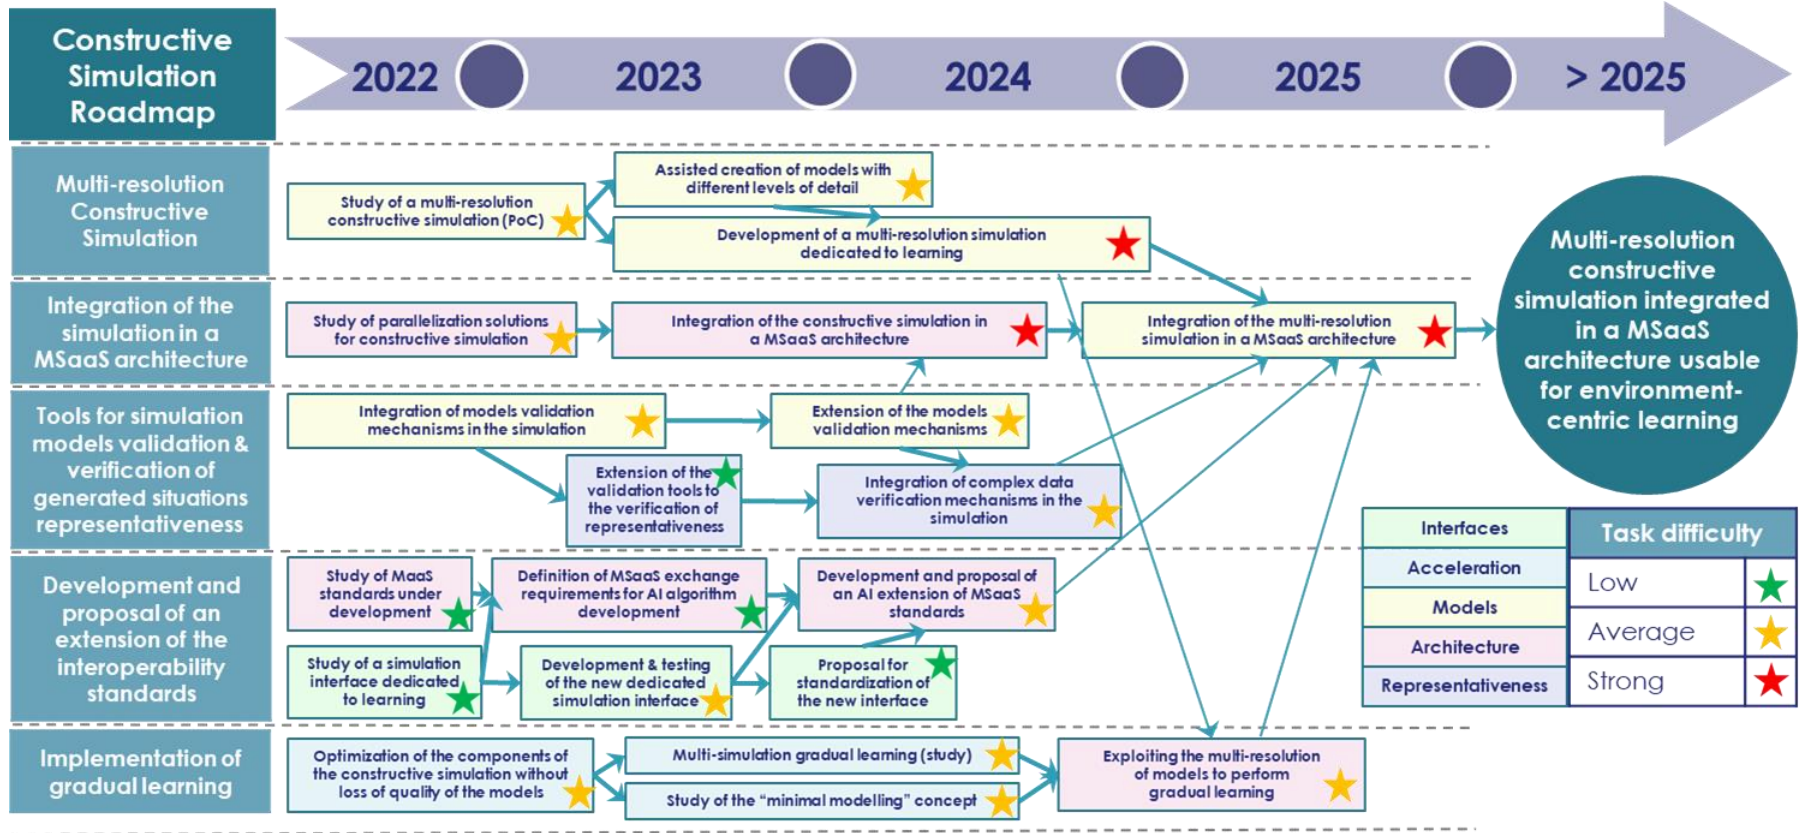 Constructive
Simulation
Roadmap
2022
2023
2024
2025
> 2025
Multi-resolution
Constructive
Simulation
Study of a multi-resolution
constructive simulation (PoC)
Assisted creation of models with
different levels of detail
Development of a multi-resolution simulation
dedicated to learning
Integration of the
simulation in a
MSaaS architecture
Study of parallelization solutions
for constructive simulation
Integration of the constructive simulation in
a MSaaS architecture
Integration of the multi-resolution
simulation in a MSaaS architecture
Multi-resolution
constructive
simulation integrated
in a MSaaS
architecture usable
for environment-
centric learning
Tools for simulation
models validation &
verification of
generated situations
representativeness
Integration of models validation
mechanisms in the simulation
Extension of the models
validation mechanisms
Extension of the
validation tools to
the verification of
representativeness
Integration of complex data
verification mechanisms in the
simulation
Development and
proposal of an
extension of the
interoperability
standards
Study of MaaS
standards under
development
Definition of MSaaS exchange
requirements for AI algorithm
development
Development and proposal of
an AI extension of MSaaS
standards
Study of a simulation
interface dedicated
to learning
Development & testing
of the new dedicated
simulation interface
Proposal for
standardization of
the new interface
Implementation of
gradual learning
Optimization of the components of
the constructive simulation without
loss of quality of the models
Multi-simulation gradual learning (study)
Study of the “minimal modelling” concept
Exploiting the multi-resolution
of models to perform
gradual learning
Interfaces
Acceleration
Models
Architecture
Representativeness
Task difficulty
Low
Average
Strong